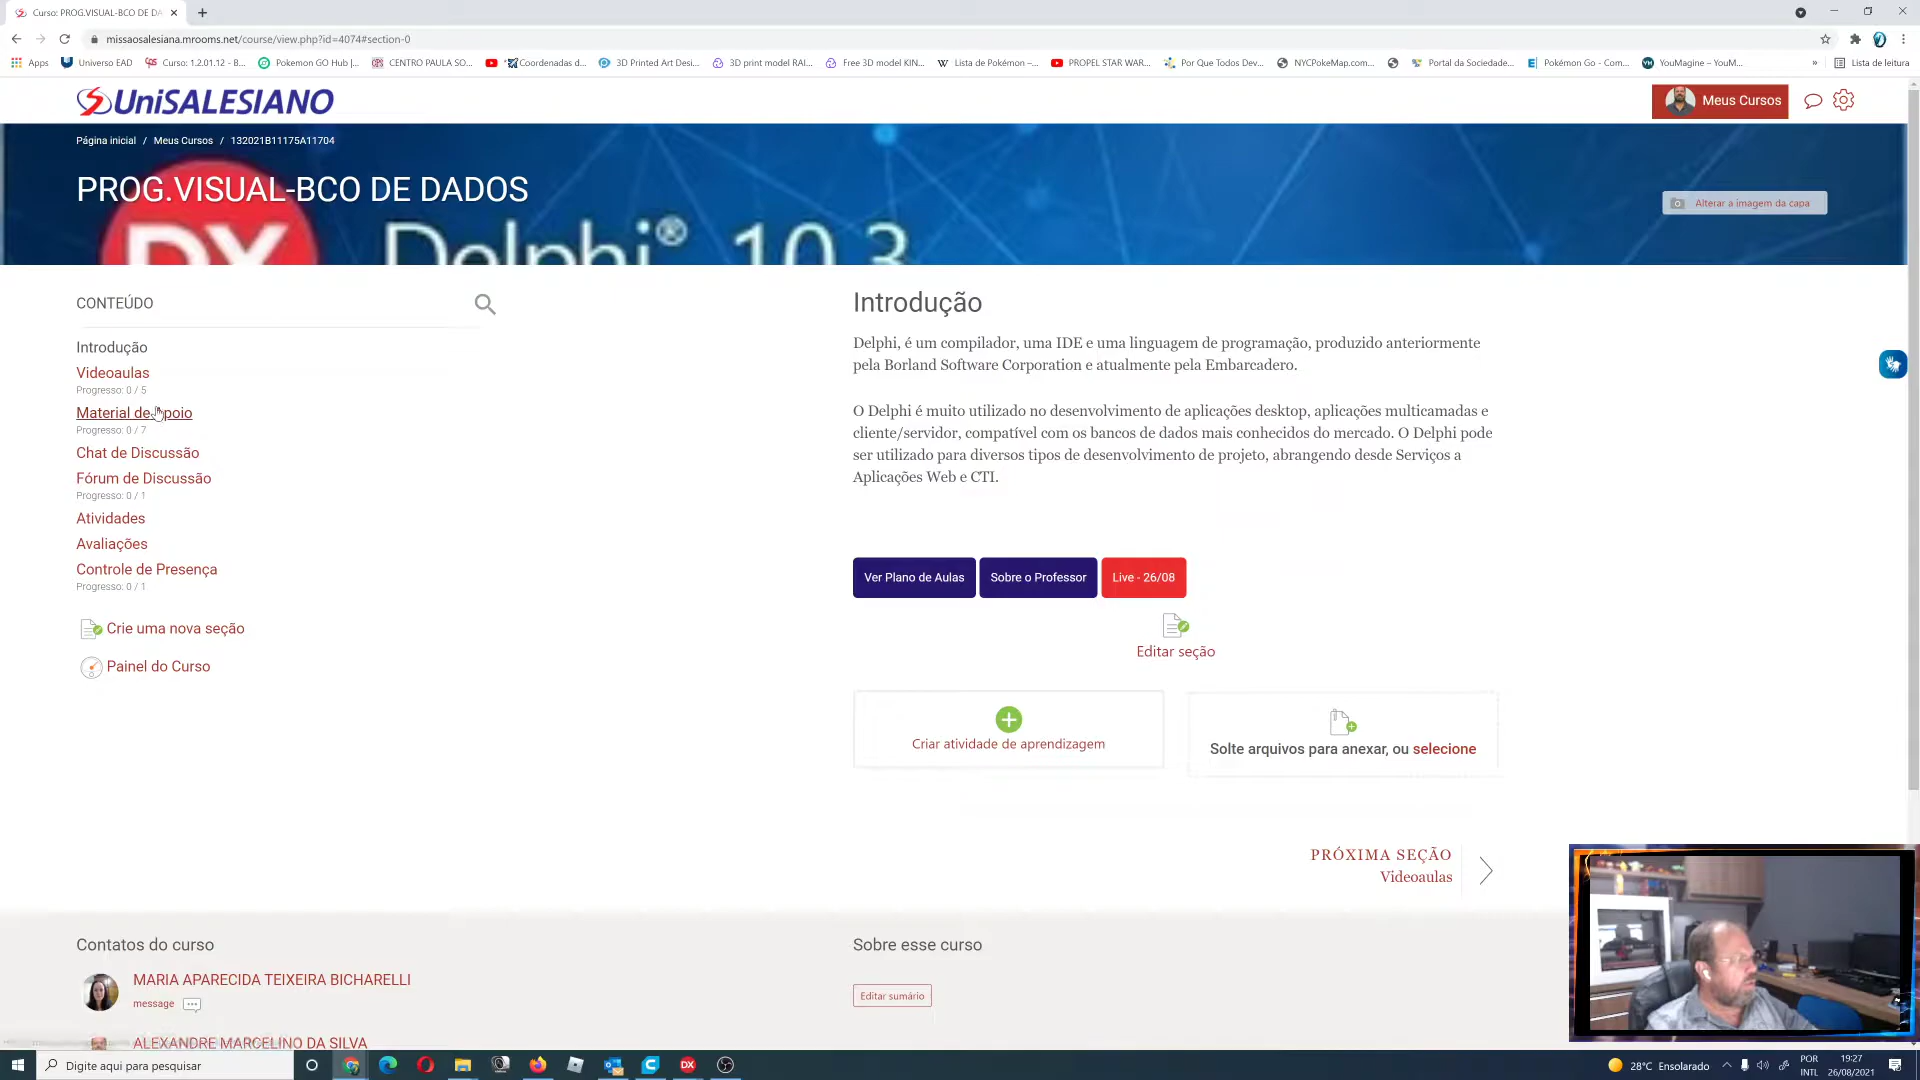 Curso: PROG.VISUAL-BCO DE DA
missaosalesiana.mrooms.net/course/view.php?id=4074#section-0
Apps
Universo EAD
Curso: 1.2.01.12 - B...
Pokemon GO Hub |...
CENTRO PAULA SO...
Coordenadas d...
3D Printed Art Desi...
3D print model RAI...
Free 3D model KIN...
Lista de Pokémon –...
PROPEL STAR WAR...
Por Que Todos Dev...
NYCPokeMap.com...
Portal da Sociedade...
Pokémon Go - Com...
YouMagine – YouM...
»
Lista de leitura
UniSALESIANO
Meus Cursos
Página inicial / Meus Cursos / 132021B11175A11704
PROG.VISUAL-BCO DE DADOS
DX Delphi® 10.3
Alterar a imagem da capa
CONTEÚDO
Introdução
Videoaulas
Progresso: 0 / 5
Material de apoio
Progresso: 0 / 7
Chat de Discussão
Fórum de Discussão
Progresso: 0 / 1
Atividades
Avaliações
Controle de Presença
Progresso: 0 / 1
Crie uma nova seção
Painel do Curso
Introdução
Delphi, é um compilador, uma IDE e uma linguagem de programação, produzido anteriormente
pela Borland Software Corporation e atualmente pela Embarcadero.
O Delphi é muito utilizado no desenvolvimento de aplicações desktop, aplicações multicamadas e
cliente/servidor, compatível com os bancos de dados mais conhecidos do mercado. O Delphi pode
ser utilizado para diversos tipos de desenvolvimento de projeto, abrangendo desde Serviços a
Aplicações Web e CTI.
Ver Plano de Aulas
Sobre o Professor
Live - 26/08
Editar seção
Criar atividade de aprendizagem
Solte arquivos para anexar, ou selecione
PRÓXIMA SEÇÃO
Videoaulas
Contatos do curso
MARIA APARECIDA TEIXEIRA BICHARELLI
message
ALEXANDRE MARCELINO DA SILVA
Sobre esse curso
Editar sumário
Digite aqui para pesquisar
DX
28°C Ensolarado
POR
INTL
19:27
26/08/2021